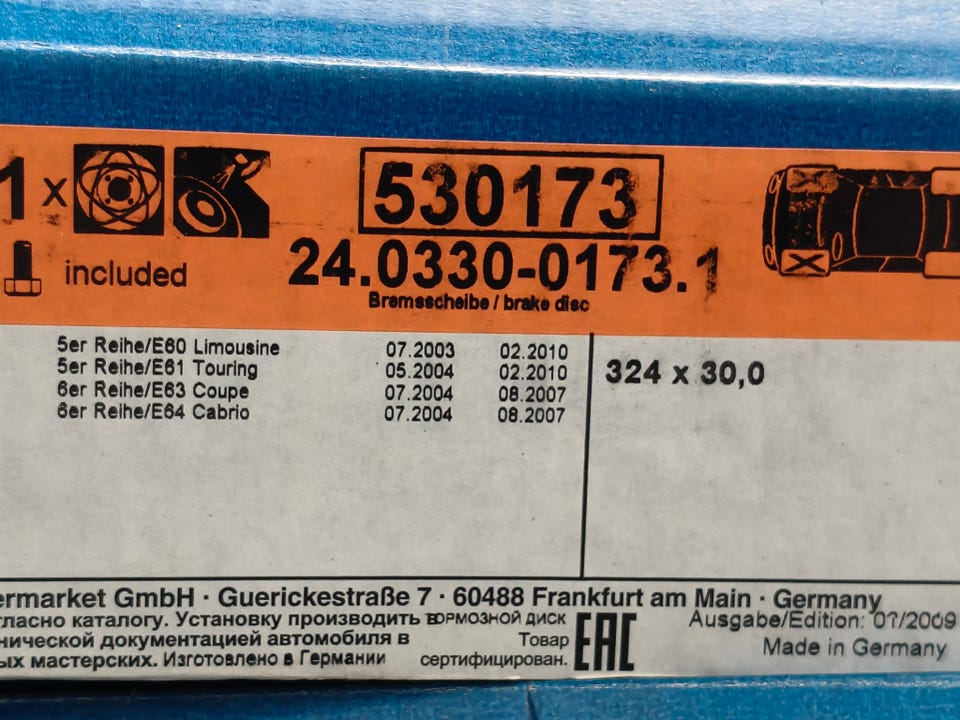 1 x
530173
24.0330-0173.1
included
Bremsscheibe / brake disc
5er Reihe/E60 Limousine 07.2003 02.2010
5er Reihe/E61 Touring 05.2004 02.2010
6er Reihe/E63 Coupe 07.2004 08.2007
6er Reihe/E64 Cabrio 07.2004 08.2007
324 x 30,0
ermarket GmbH · Guerickestraße 7 · 60488 Frankfurt am Main · Germany
гласно каталогу. Установку производить в
нической документацией автомобиля в
ых мастерских. Изготовлено в Германии
ОРМОЗНОЙ ДИСК
Товар
сертифицирован.
EAC
Ausgabe/Edition: 07/2009
Made in Germany